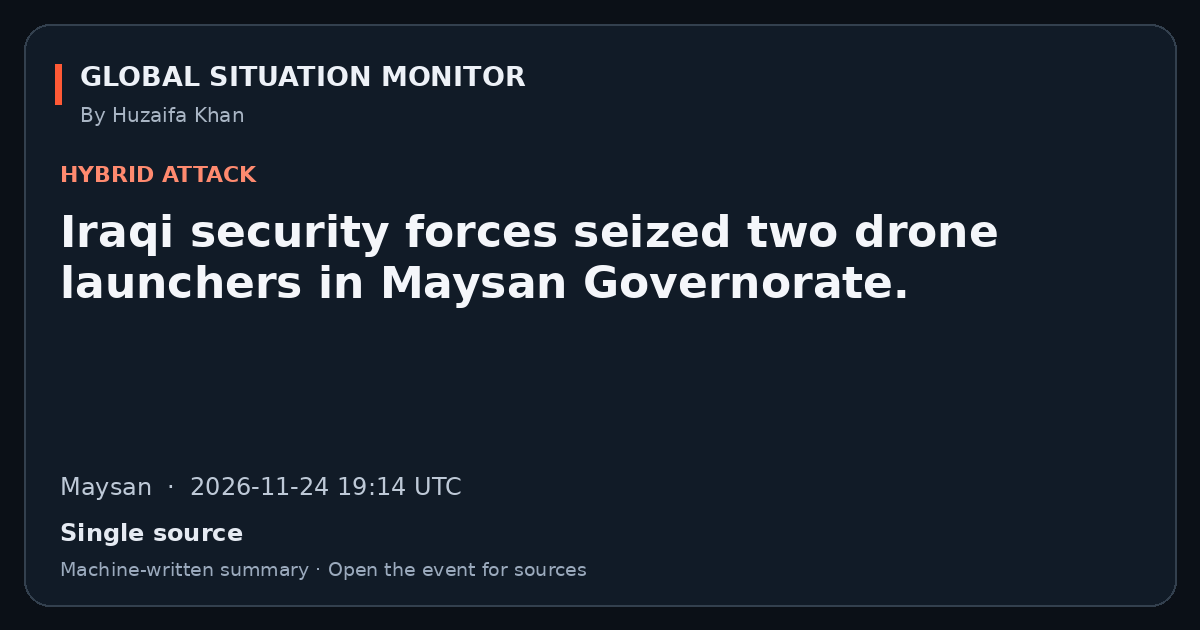 GLOBAL SITUATION MONITOR
By Huzaifa Khan
HYBRID ATTACK
Iraqi security forces seized two drone
launchers in Maysan Governorate.
Maysan · 2026-11-24 19:14 UTC
Single source
Machine-written summary · Open the event for sources